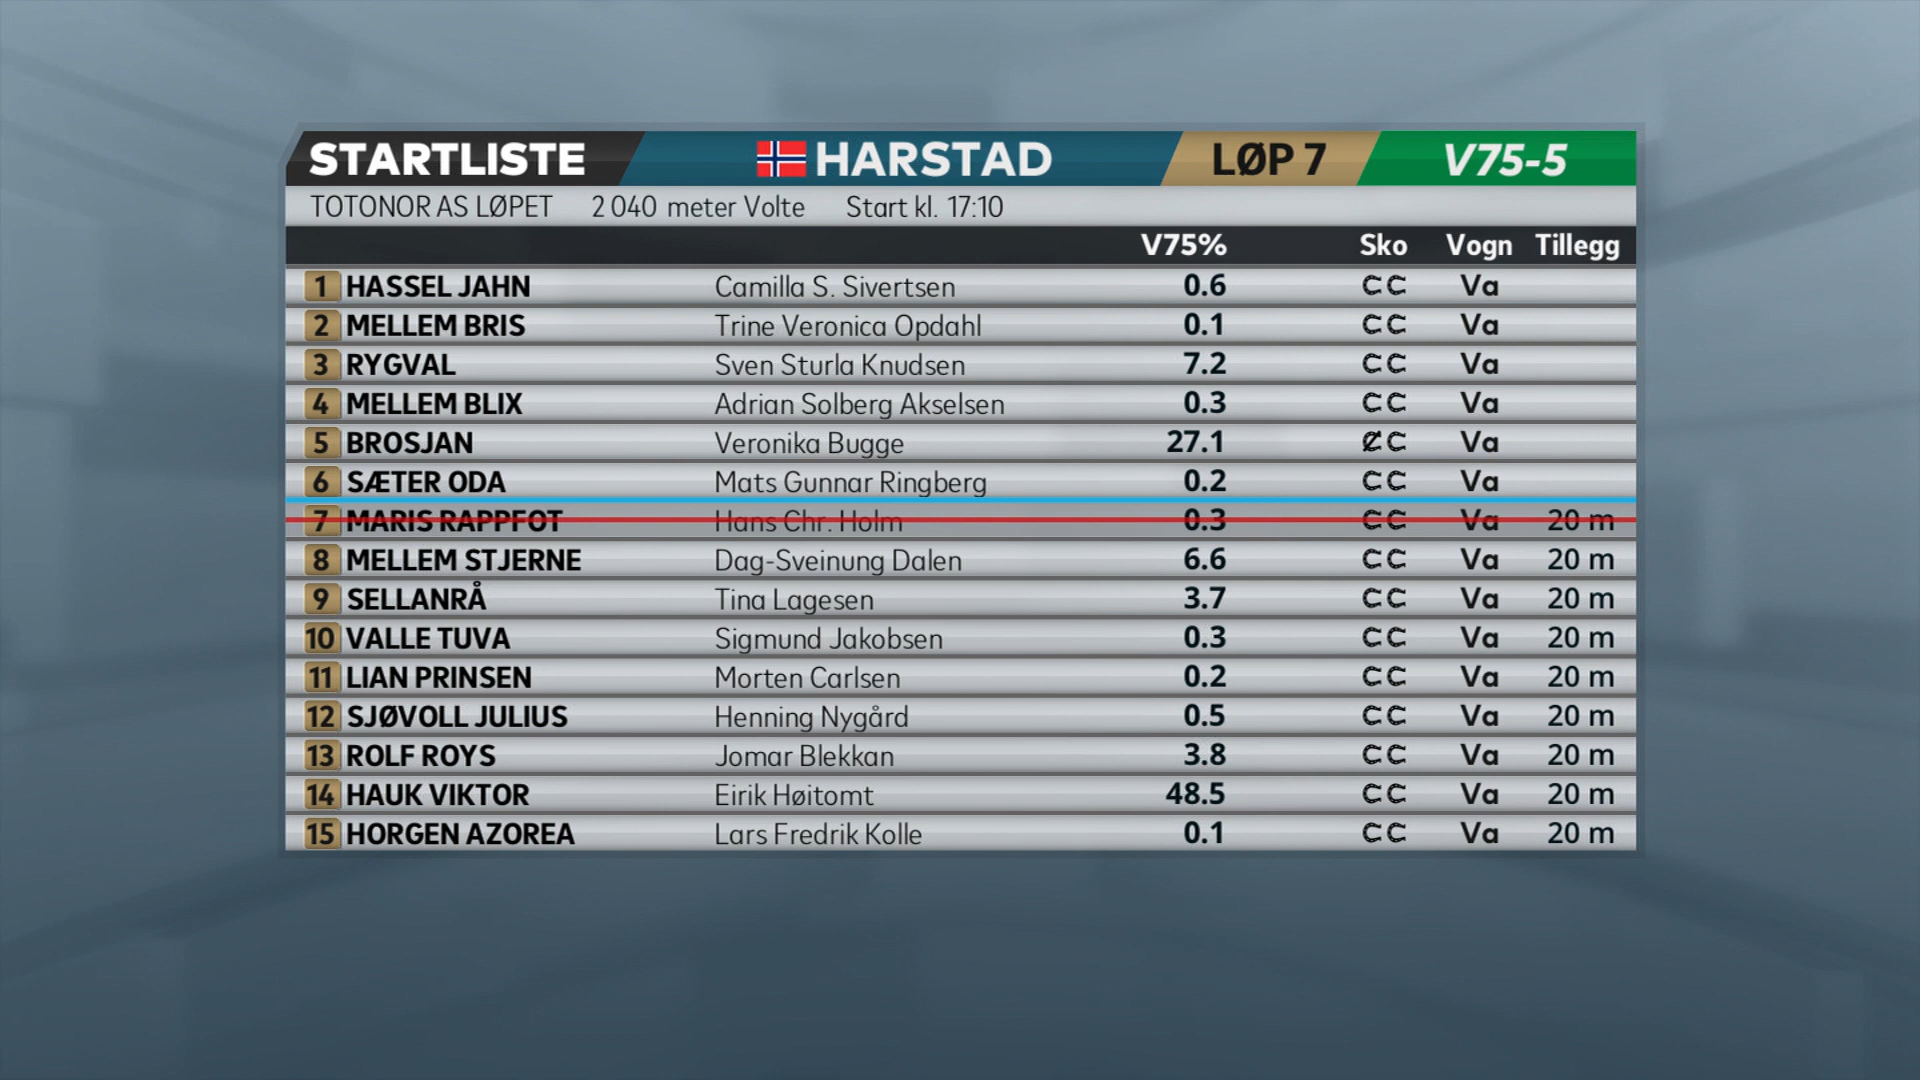 STARTLISTE HARSTAD LØP 7 V75-5
TOTONOR AS LØPET 2 040 meter Volte Start kl. 17:10
V75% Sko Vogn Tillegg
1 HASSEL JAHN Camilla S. Sivertsen 0.6 Va
2 MELLEM BRIS Trine Veronica Opdahl 0.1 Va
3 RYGVAL Sven Sturla Knudsen 7.2 Va
4 MELLEM BLIX Adrian Solberg Akselsen 0.3 Va
5 BROSJAN Veronika Bugge 27.1 Va
6 SÆTER ODA Mats Gunnar Ringberg 0.2 Va
7 MARIS RAPPFOT Hans Chr. Holm 0.3 Va 20 m
8 MELLEM STJERNE Dag-Sveinung Dalen 6.6 Va 20 m
9 SELLANRÅ Tina Lagesen 3.7 Va 20 m
10 VALLE TUVA Sigmund Jakobsen 0.3 Va 20 m
11 LIAN PRINSEN Morten Carlsen 0.2 Va 20 m
12 SJØVOLL JULIUS Henning Nygård 0.5 Va 20 m
13 ROLF ROYS Jomar Blekkan 3.8 Va 20 m
14 HAUK VIKTOR Eirik Høitomt 48.5 Va 20 m
15 HORGEN AZOREA Lars Fredrik Kolle 0.1 Va 20 m